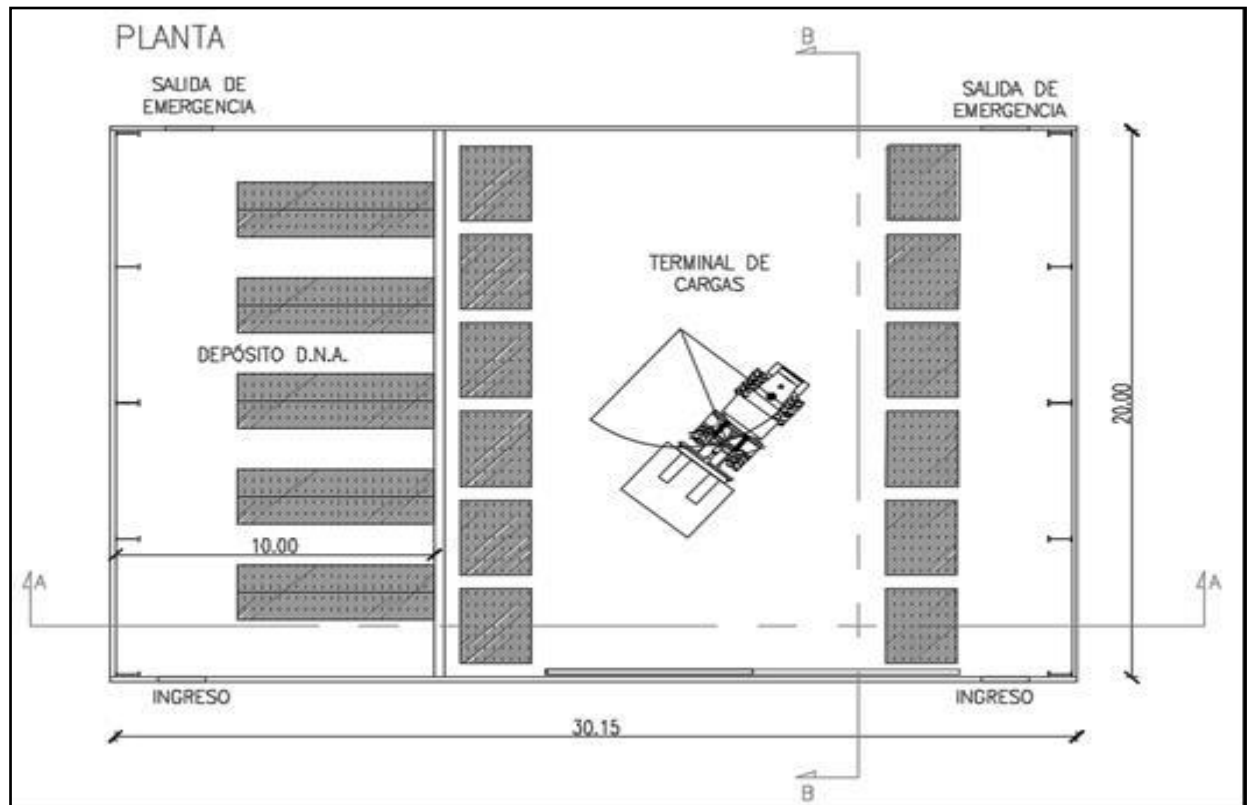 PLANTA
B
SALIDA DE
EMERGENCIA
SALIDA DE
EMERGENCIA
TERMINAL DE
CARGAS
DEPÓSITO D.N.A.
20.00
10.00
A
A
INGRESO
INGRESO
30.15
B